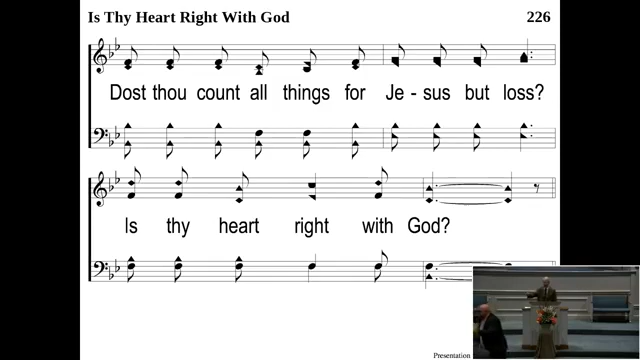 Is Thy Heart Right With God 226
Dost thou count all things for Je - sus but loss?
Is thy heart right with God?
Presentation